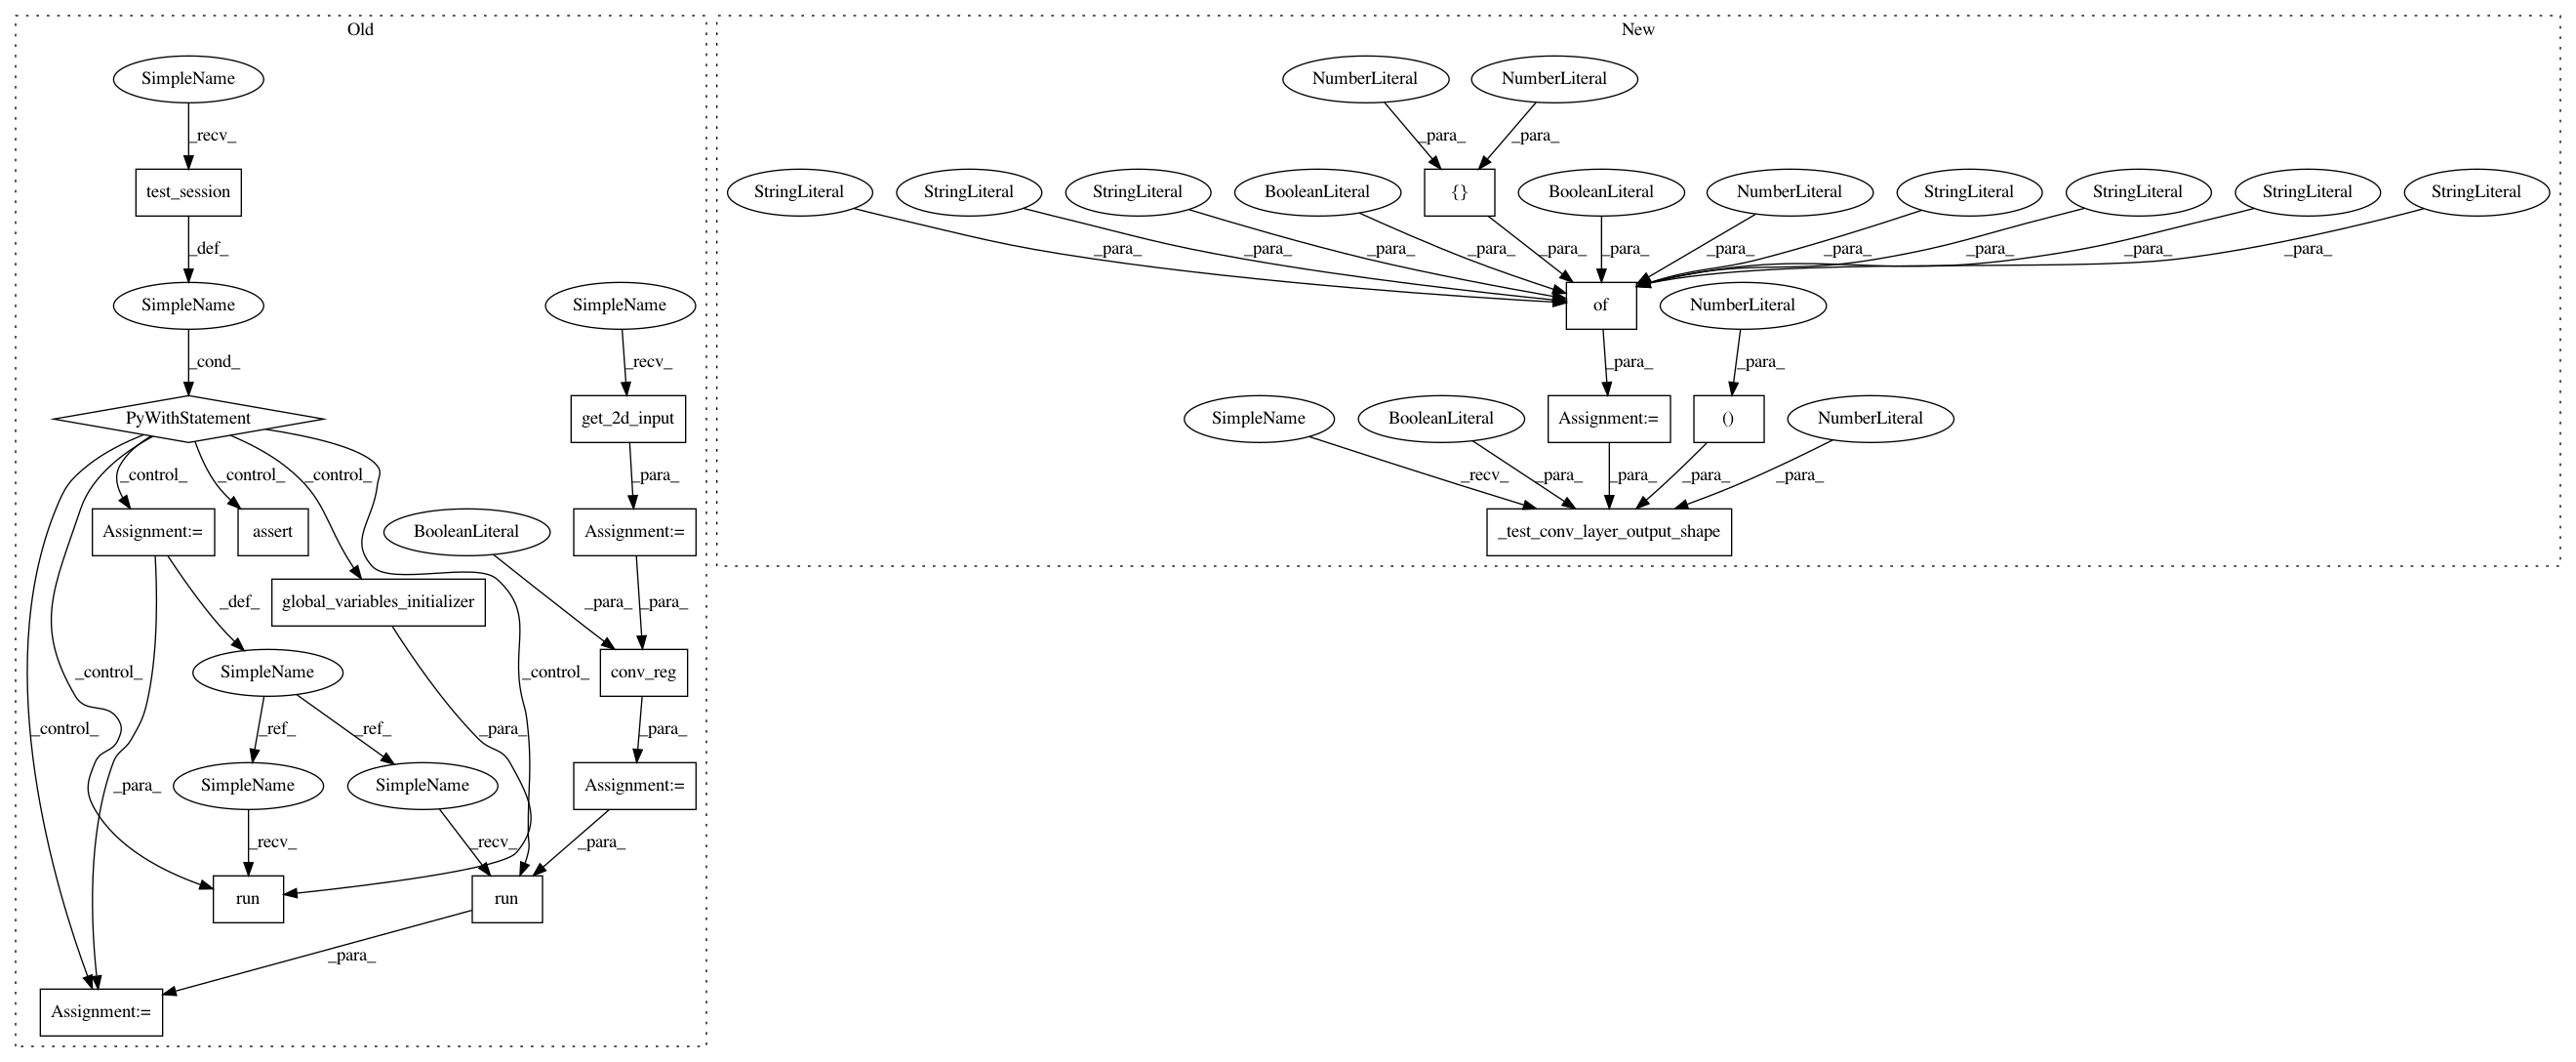 Old
New
SimpleName
NumberLiteral
NumberLiteral
_recv_
_para_
_para_
test_session
StringLiteral
StringLiteral
StringLiteral
BooleanLiteral
{}
BooleanLiteral
NumberLiteral
StringLiteral
StringLiteral
StringLiteral
StringLiteral
_def_
_para_
_para_
_para_
_para_
_para_
_para_
_para_
_para_
_para_
_para_
_para_
SimpleName
SimpleName
of
NumberLiteral
_cond_
_recv_
_para_
_para_
PyWithStatement
get_2d_input
SimpleName
BooleanLiteral
Assignment:=
()
NumberLiteral
_control_
_control_
_control_
_para_
_recv_
_para_
_para_
_para_
_para_
Assignment:=
assert
BooleanLiteral
Assignment:=
_test_conv_layer_output_shape
_def_
global_variables_initializer
_para_
_para_
_control_
SimpleName
_control_
conv_reg
_control_
_ref_
_ref_
_para_
_para_
_para_
SimpleName
SimpleName
Assignment:=
_recv_
_recv_
_para_
run
run
_para_
Assignment:=